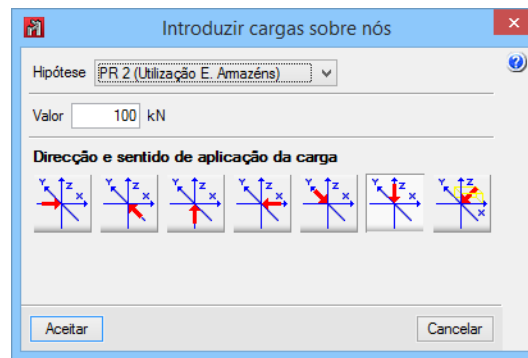 Introduzir cargas sobre nós
Hipótese PR 2 (Utilização E. Armazéns)
Valor 100 kN
Direcção e sentido de aplicação da carga
Y Z X Y Z X Y Z X Y Z X Y Z X Y Z X Y Z X
Aceitar Cancelar